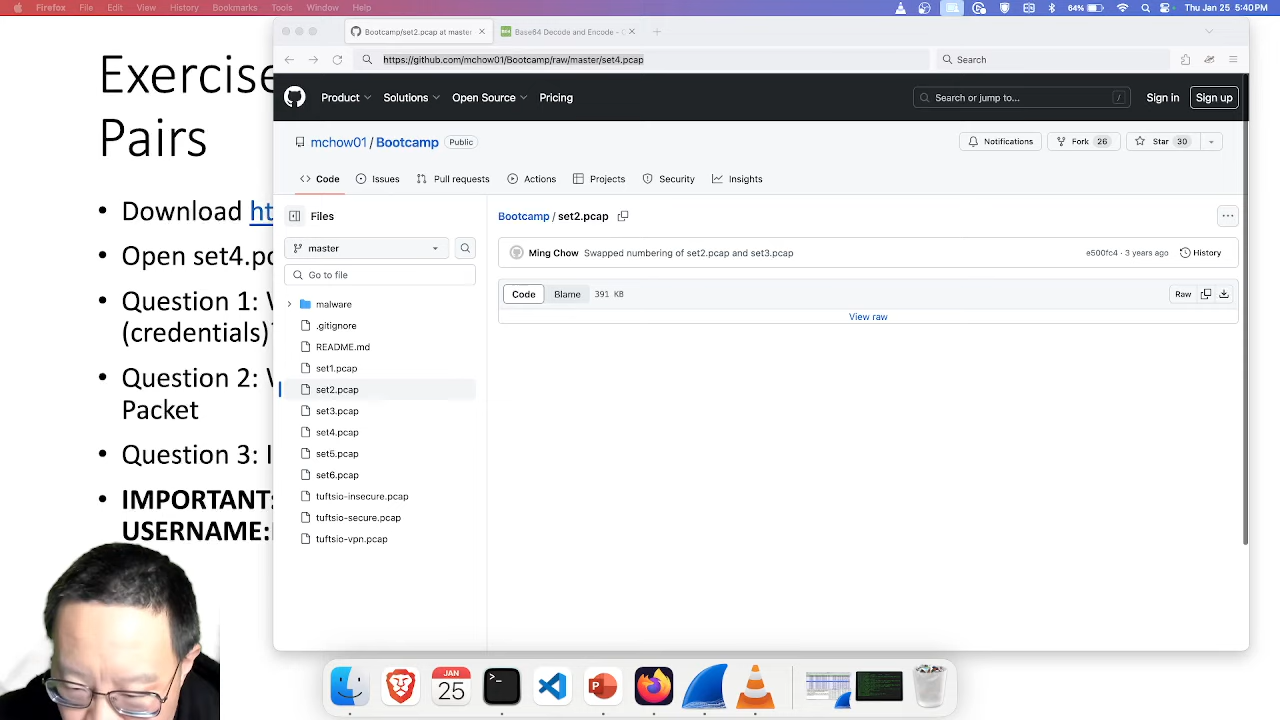 Firefox File Edit View History Bookmarks Tools Window Help 64% Thu Jan 25 5:40 PM
Exercise
Pairs
• Download
• Open
• Question 1:
(credentials)
• Question 2:
Packet
• Question 3:
• IMPORTANT:
USERNAME:
Bootcamp/set2.pcap at master
Base64 Decode and Encode -
https://github.com/mchow01/Bootcamp/raw/master/set4.pcap
Search
Product Solutions Open Source Pricing
Search or jump to... /
Sign in Sign up
mchow01 / Bootcamp Public
Notifications Fork 26 Star 30
Code Issues Pull requests Actions Projects Security Insights
Files
master
Go to file
malware
.gitignore
README.md
set1.pcap
set2.pcap
set3.pcap
set4.pcap
set5.pcap
set6.pcap
tuftsio-insecure.pcap
tuftsio-secure.pcap
tuftsio-vpn.pcap
Bootcamp / set2.pcap
Ming Chow Swapped numbering of set2.pcap and set3.pcap e500fc4 · 3 years ago History
Code Blame 391 KB Raw
View raw
JAN
25